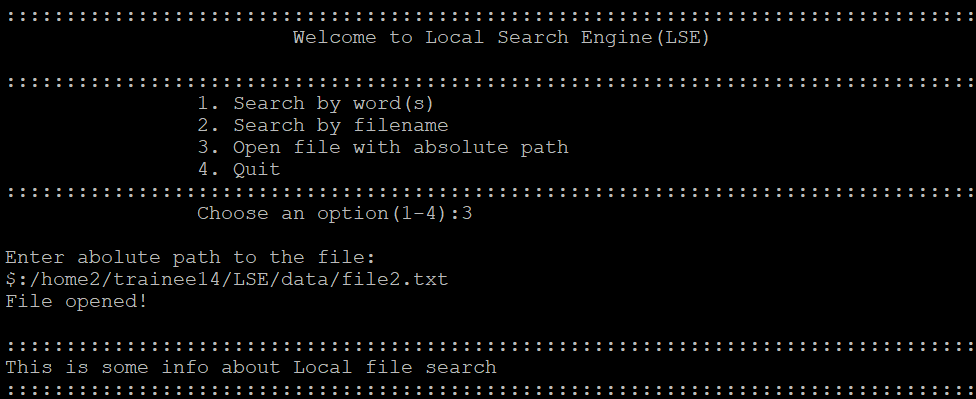 :::::::::::::::::::::::::::::::::::::::::::::::::::::::::::::::::::::::::::::::::
Welcome to Local Search Engine(LSE)
:::::::::::::::::::::::::::::::::::::::::::::::::::::::::::::::::::::::::::::::::
1. Search by word(s)
2. Search by filename
3. Open file with absolute path
4. Quit
:::::::::::::::::::::::::::::::::::::::::::::::::::::::::::::::::::::::::::::::::
Choose an option(1-4):3
Enter abolute path to the file:
$:/home2/trainee14/LSE/data/file2.txt
File opened!
:::::::::::::::::::::::::::::::::::::::::::::::::::::::::::::::::::::::::::::::::
This is some info about Local file search
:::::::::::::::::::::::::::::::::::::::::::::::::::::::::::::::::::::::::::::::::